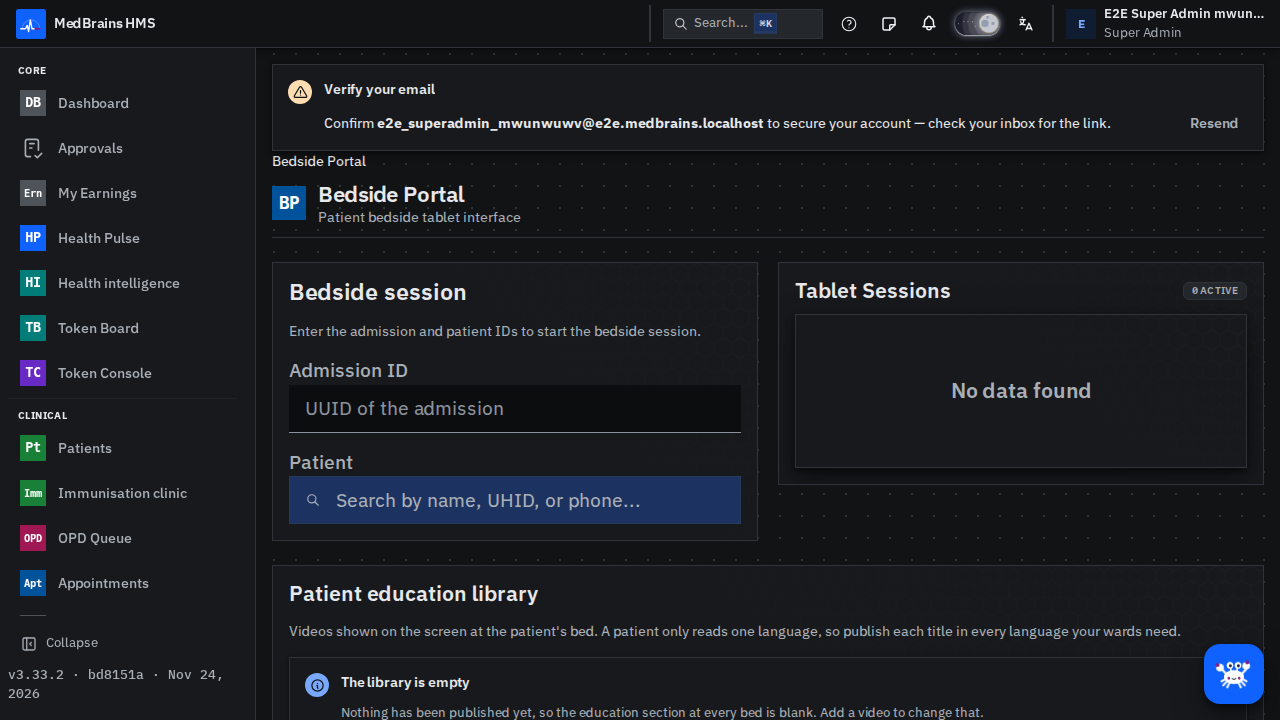 MedBrains HMS
Search... ⌘K
E
E2E Super Admin mwun...
Super Admin
CORE
DB Dashboard
Approvals
Ern My Earnings
HP Health Pulse
HI Health intelligence
TB Token Board
TC Token Console
CLINICAL
Pt Patients
Imm Immunisation clinic
OPD OPD Queue
Apt Appointments
Collapse
v3.33.2 · bd8151a · Nov 24,
2026
Verify your email
Confirm e2e_superadmin_mwunwuwv@e2e.medbrains.localhost to secure your account — check your inbox for the link.
Resend
Bedside Portal
BP Bedside Portal
Patient bedside tablet interface
Bedside session
Enter the admission and patient IDs to start the bedside session.
Admission ID
UUID of the admission
Patient
Search by name, UHID, or phone...
Tablet Sessions
0 ACTIVE
No data found
Patient education library
Videos shown on the screen at the patient's bed. A patient only reads one language, so publish each title in every language your wards need.
The library is empty
Nothing has been published yet, so the education section at every bed is blank. Add a video to change that.